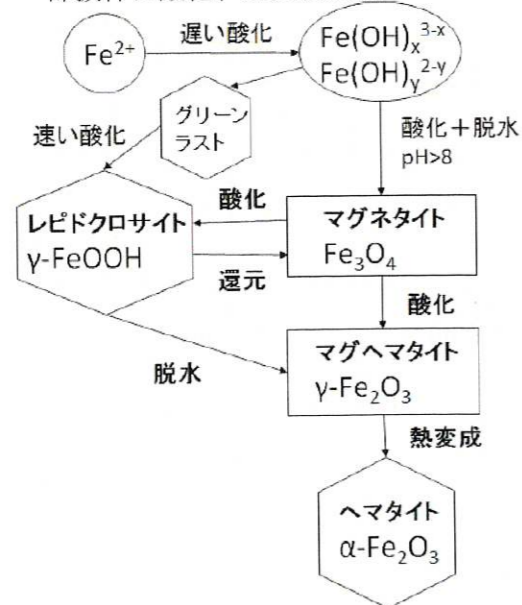 遅い酸化
Fe²⁺
Fe(OH)ₓ³⁻ˣ
Fe(OH)ᵧ²⁻ʸ
グリーン
ラスト
速い酸化
酸化＋脱水
pH>8
レピドクロサイト
γ-FeOOH
酸化
還元
マグネタイト
Fe₃O₄
酸化
脱水
マグヘマタイト
γ-Fe₂O₃
熱変成
ヘマタイト
α-Fe₂O₃